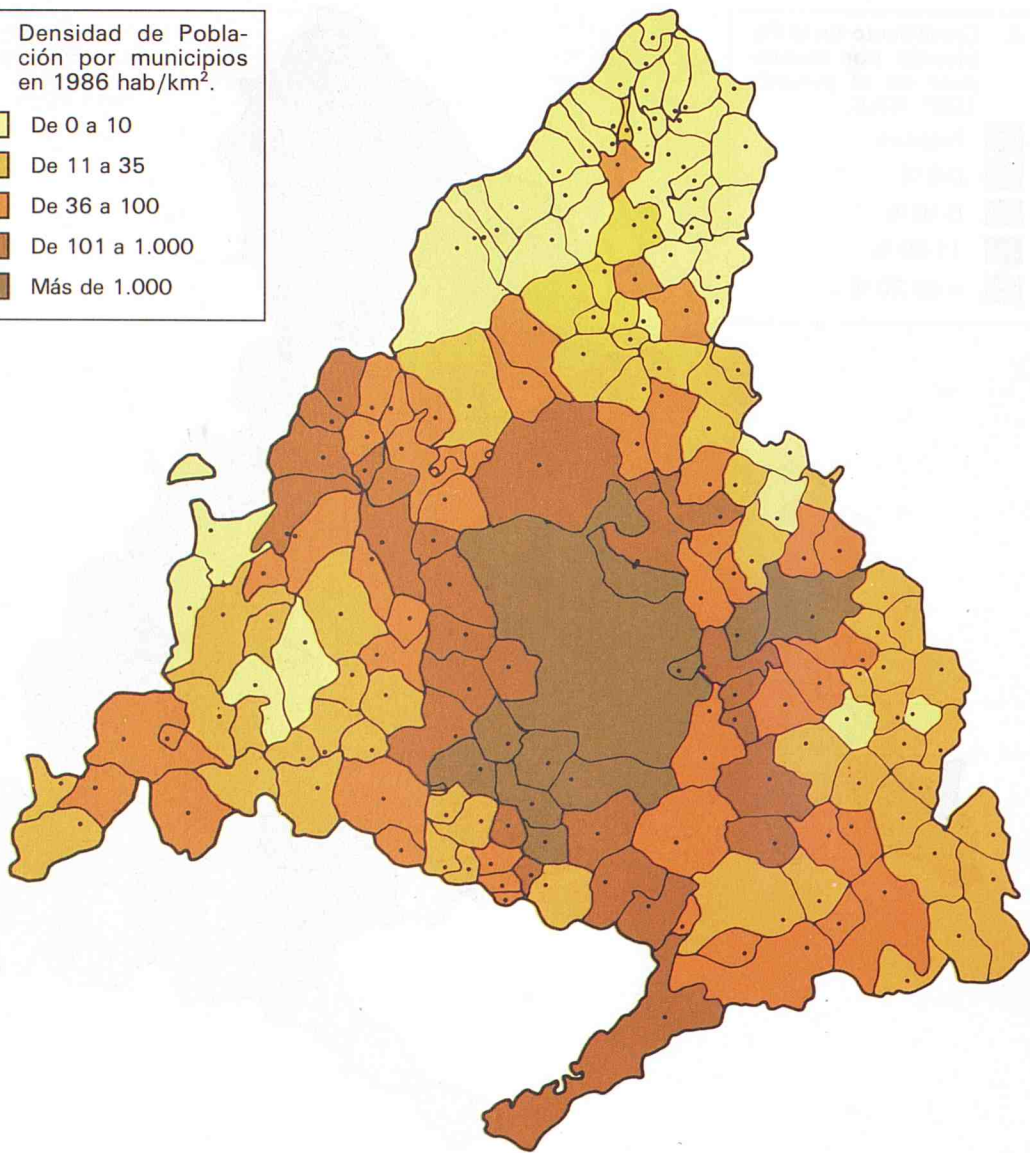 Densidad de Pobla-
ción por municipios
en 1986 hab/km².
De 0 a 10
De 11 a 35
De 36 a 100
De 101 a 1.000
Más de 1.000